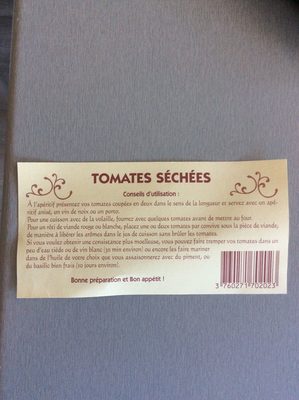 TOMATES SÉCHÉES
Conseils d'utilisation :
À l'apéritif présentez vos tomates coupées en deux dans le sens de la longueur et servez avec un apé-
ritif anisé, un vin de noix ou un porto.
Pour une cuisson avec de la volaille, fourrez avec quelques tomates avant de mettre au four.
Pour un rôti de viande rouge ou blanche, placez une ou deux tomates par convive sous la pièce de viande;
de manière à libérer les arômes dans le jus de cuisson sans brûler les tomates.
Si vous voulez obtenir une consistance plus moelleuse, vous pouvez faire tremper vos tomates dans un
peu d'eau tiède ou de vin blanc (30 min environ), ou encore les faire mariner
dans de l'huile de votre choix que vous assaisonnerez avec du piment, ou
du basilic bien frais (10 jours environ).
Bonne préparation et Bon appétit !
3 760271 702023